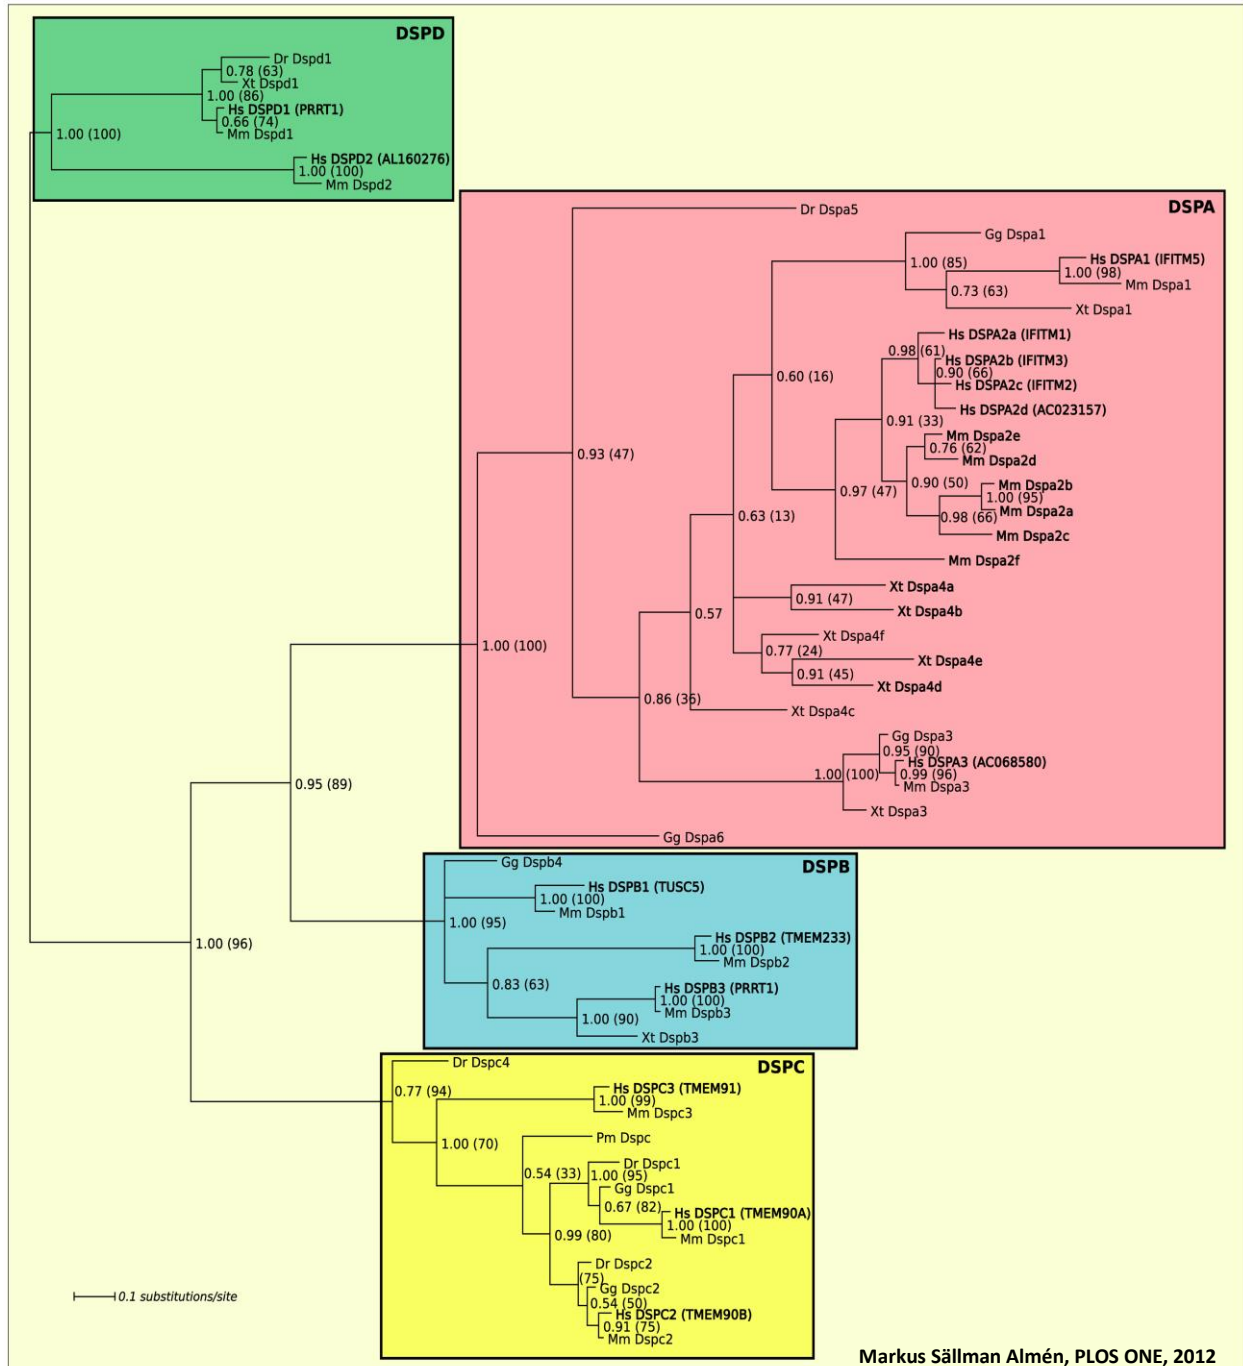 DSPD
Dr Dspd1
0.78 (63)
Xt Dspd1
1.00 (86)
Hs DSPD1 (PRRT1)
0.66 (74)
Mm Dspd1
1.00 (100)
Hs DSPD2 (AL160276)
1.00 (100)
Mm Dspd2
DSPA
Dr Dspa5
Gg Dspa1
1.00 (85)
Hs DSPA1 (IFITM5)
1.00 (98)
Mm Dspa1
0.73 (63)
Xt Dspa1
Hs DSPA2a (IFITM1)
0.98 (61)
Hs DSPA2b (IFITM3)
0.90 (66)
0.60 (16)
Hs DSPA2c (IFITM2)
Hs DSPA2d (AC023157)
0.91 (33)
Mm Dspa2e
0.76 (62)
0.93 (47)
Mm Dspa2d
0.90 (50)
Mm Dspa2b
0.97 (47)
1.00 (95)
Mm Dspa2a
0.63 (13)
0.98 (66)
Mm Dspa2c
Mm Dspa2f
Xt Dspa4a
0.91 (47)
Xt Dspa4b
0.57
Xt Dspa4f
1.00 (100)
0.77 (24)
Xt Dspa4e
0.91 (45)
Xt Dspa4d
0.86 (36)
Xt Dspa4c
Gg Dspa3
0.95 (90)
Hs DSPA3 (AC068580)
1.00 (100)
0.99 (96)
Mm Dspa3
0.95 (89)
Xt Dspa3
Gg Dspa6
DSPB
Gg Dspb4
Hs DSPB1 (TUSC5)
1.00 (100)
Mm Dspb1
1.00 (95)
Hs DSPB2 (TMEM233)
1.00 (96)
1.00 (100)
Mm Dspb2
0.83 (63)
Hs DSPB3 (PRRT1)
1.00 (100)
Mm Dspb3
1.00 (90)
Xt Dspb3
DSPC
Dr Dspc4
Hs DSPC3 (TMEM91)
0.77 (94)
1.00 (99)
Mm Dspc3
Pm Dspc
1.00 (70)
Dr Dspc1
0.54 (33)
1.00 (95)
Gg Dspc1
0.67 (82)
Hs DSPC1 (TMEM90A)
1.00 (100)
0.99 (80)
Mm Dspc1
Dr Dspc2
(75)
Gg Dspc2
0.1 substitutions/site
0.54 (50)
Hs DSPC2 (TMEM90B)
0.91 (75)
Mm Dspc2
Markus Sällman Almén, PLOS ONE, 2012